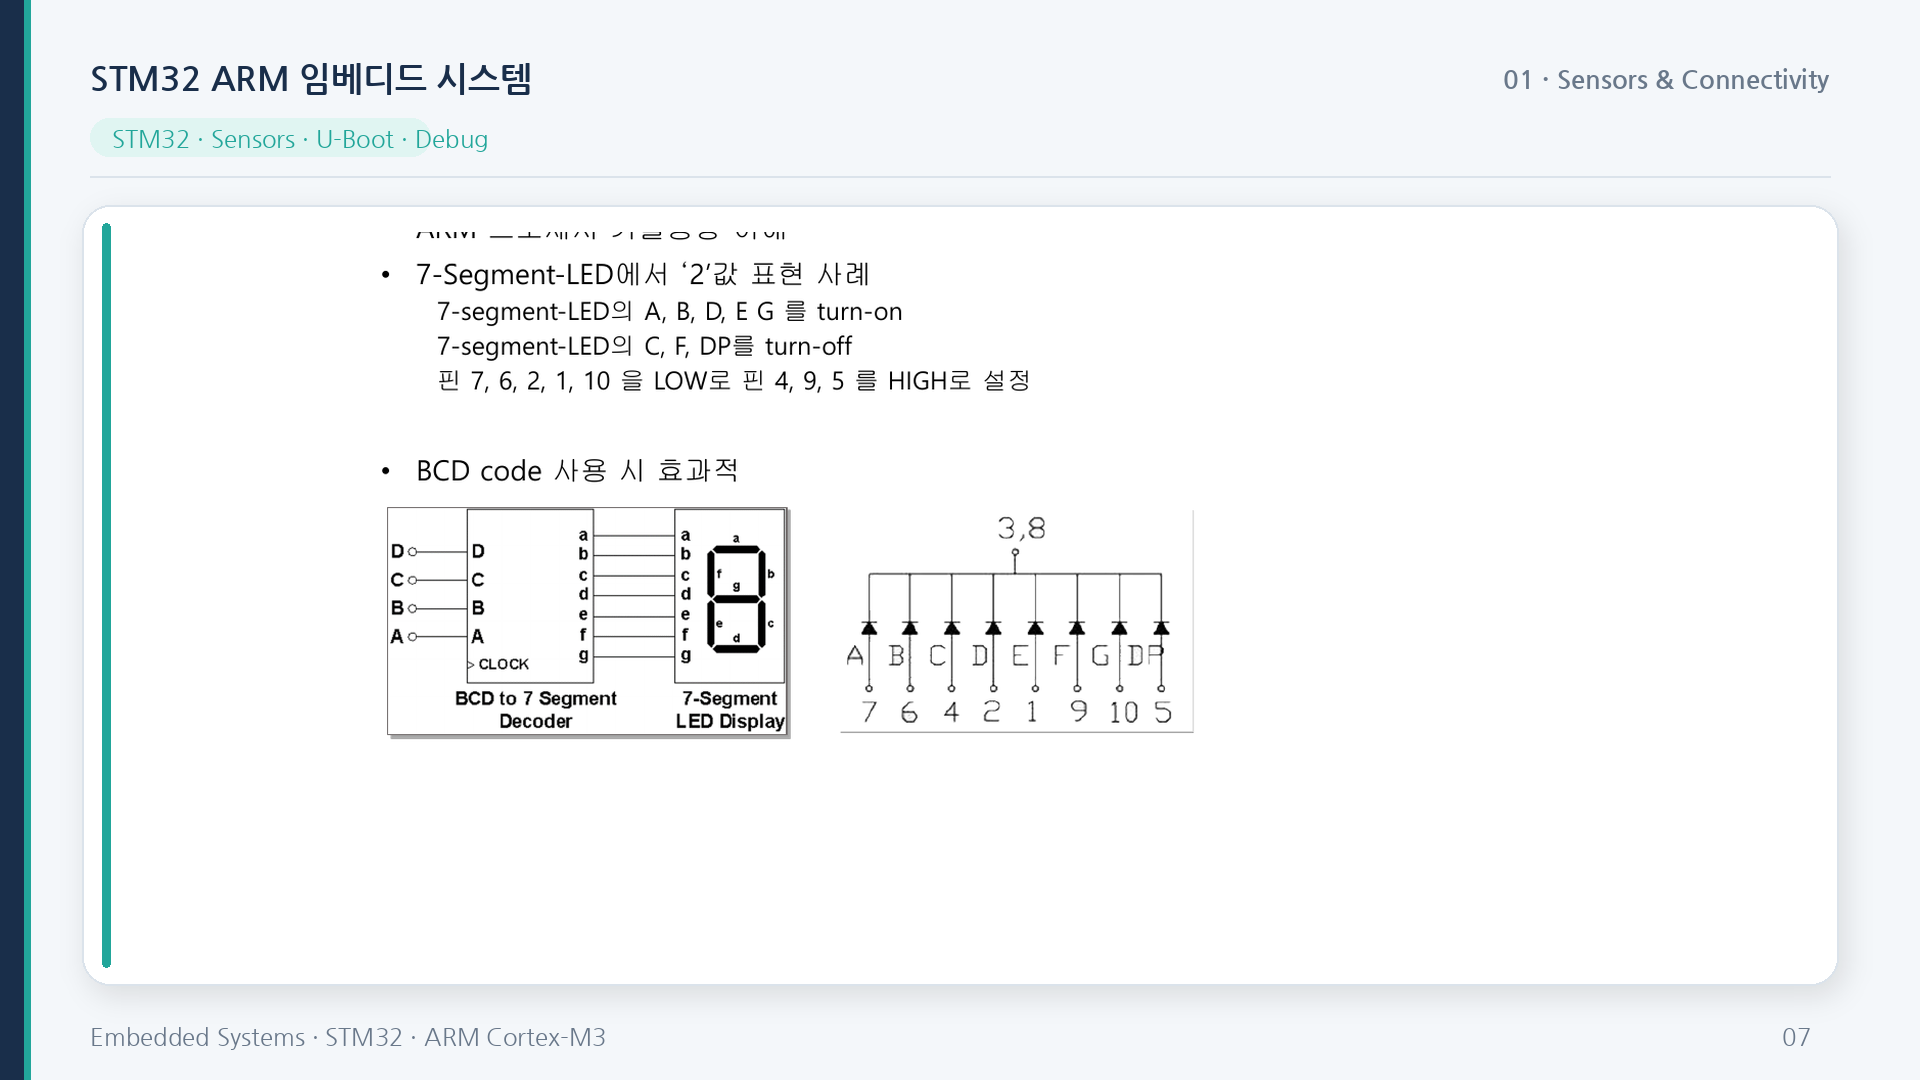 STM32 ARM 임베디드 시스템
01 · Sensors & Connectivity
STM32 · Sensors · U-Boot · Debug
• 7-Segment-LED에서 ‘2’값 표현 사례
7-segment-LED의 A, B, D, E G 를 turn-on
7-segment-LED의 C, F, DP를 turn-off
핀 7, 6, 2, 1, 10 을 LOW로 핀 4, 9, 5 를 HIGH로 설정
• BCD code 사용 시 효과적
D D
C C
B B
A A
> CLOCK
a a
b b
c c
d d
e e
f f
g g
a
f b
g
e c
d
BCD to 7 Segment
Decoder
7-Segment
LED Display
3,8
A B C D E F G DP
7 6 4 2 1 9 10 5
Embedded Systems · STM32 · ARM Cortex-M3
07